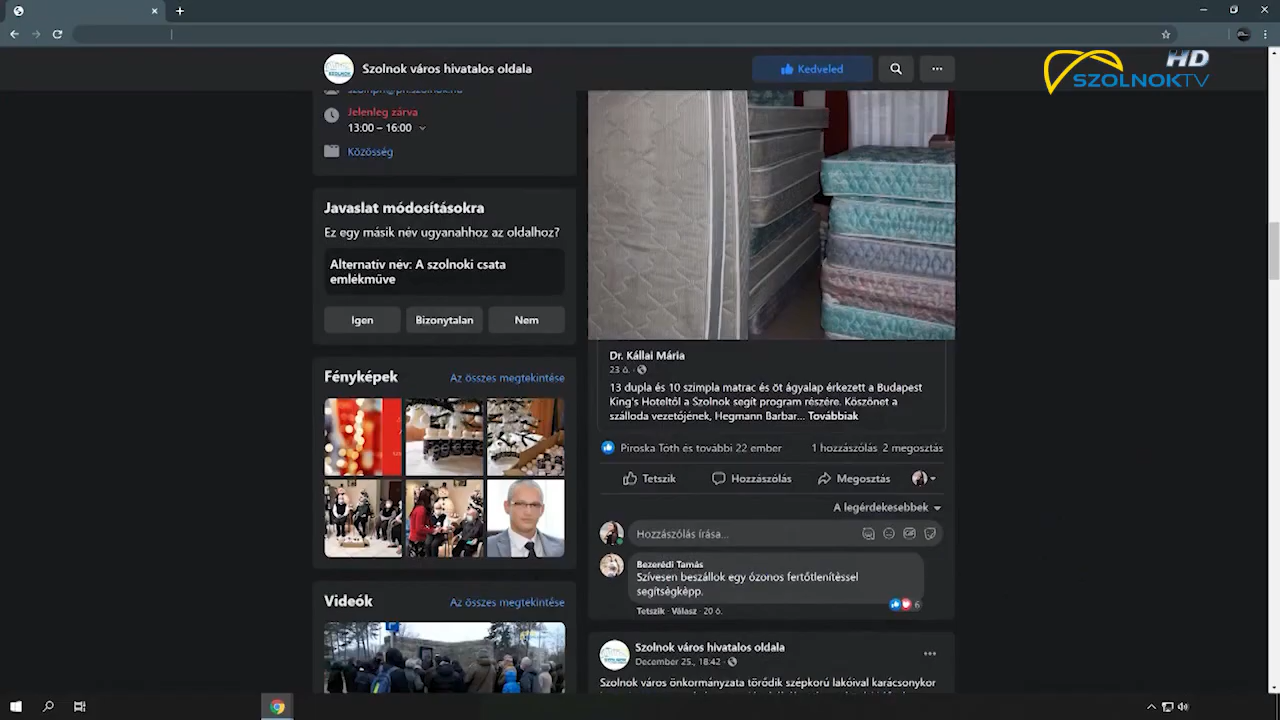 HD
SZOLNOKTV
Szolnok város hivatalos oldala
Kedveled
Jelenleg zárva
13:00 – 16:00
Közösség
Javaslat módosításokra
Ez egy másik név ugyanahhoz az oldalhoz?
Alternatív név: A szolnoki csata
emlékműve
Igen
Bizonytalan
Nem
Fényképek
Az összes megtekintése
Videók
Az összes megtekintése
Dr. Kállai Mária
23 ó.
13 dupla és 10 szimpla matrac és öt ágyalap érkezett a Budapest
King's Hoteltől a Szolnok segít program részére. Köszönet a
szálloda vezetőjének, Hegmann Barbar... Továbbiak
Piroska Tóth és további 22 ember
1 hozzászólás 2 megosztás
Tetszik
Hozzászólás
Megosztás
A legérdekesebbek
Hozzászólás írása...
Bezerédi Tamás
Szívesen beszállok egy ózonos fertőtlenítèssel
segítsègkèpp.
6
Tetszik · Válasz · 20 ó.
Szolnok város hivatalos oldala
December 25., 18:42
Szolnok város önkormányzata törődik szépkorú lakóival karácsonykor